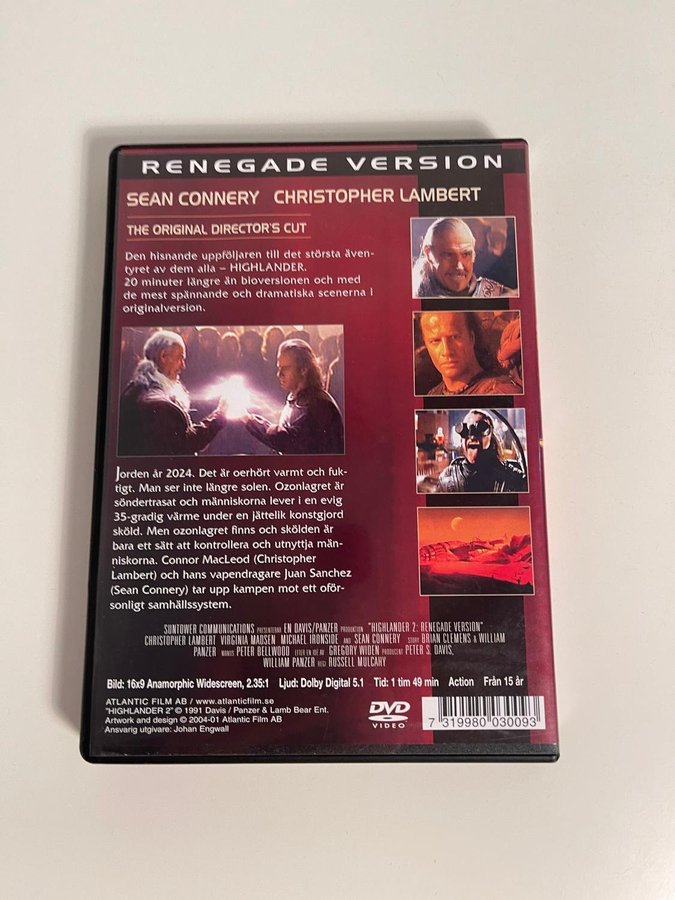 RENEGADE VERSION
SEAN CONNERY CHRISTOPHER LAMBERT
THE ORIGINAL DIRECTOR'S CUT
Den hisnande uppföljaren till det största även-
tyret av dem alla – HIGHLANDER.
20 minuter längre än bioversionen och med
de mest spännande och dramatiska scenerna i
originalversion.
Jorden år 2024. Det är oerhört varmt och fuk-
tigt. Man ser inte längre solen. Ozonlagret är
söndertrasat och människorna lever i en evig
35-gradig värme under en jättelik konstgjord
sköld. Men ozonlagret finns och skölden är
bara ett sätt att kontrollera och utnyttja män-
niskorna. Connor MacLeod (Christopher
Lambert) och hans vapendragare Juan Sanchez
(Sean Connery) tar upp kampen mot ett oför-
sonligt samhällssystem.
SUNTOWER COMMUNICATIONS PRESENTERAR EN DAVIS/PANZER PRODUKTION "HIGHLANDER 2: RENEGADE VERSION"
CHRISTOPHER LAMBERT VIRGINIA MADSEN MICHAEL IRONSIDE AND SEAN CONNERY STORY BRIAN CLEMENS & WILLIAM
PANZER MANUS PETER BELLWOOD EFTER EN IDÉ AV GREGORY WIDEN PRODUCENT PETER S. DAVIS,
WILLIAM PANZER REGI RUSSELL MULCAHY
Bild: 16x9 Anamorphic Widescreen, 2.35:1 Ljud: Dolby Digital 5.1 Tid: 1 tim 49 min Action Från 15 år
ATLANTIC FILM AB / www.atlanticfilm.se
"HIGHLANDER 2" © 1991 Davis / Panzer & Lamb Bear Ent.
Artwork and design © 2004-01 Atlantic Film AB
Ansvarig utgivare: Johan Engwall
DVD
VIDEO
7 319980 030093